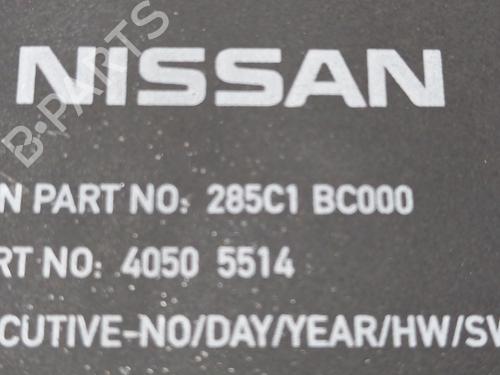 NISSAN
N PART NO: 285C1 BC000
RT NO: 4050 5514
CUTIVE-NO/DAY/YEAR/HW/SW
B-PARTS